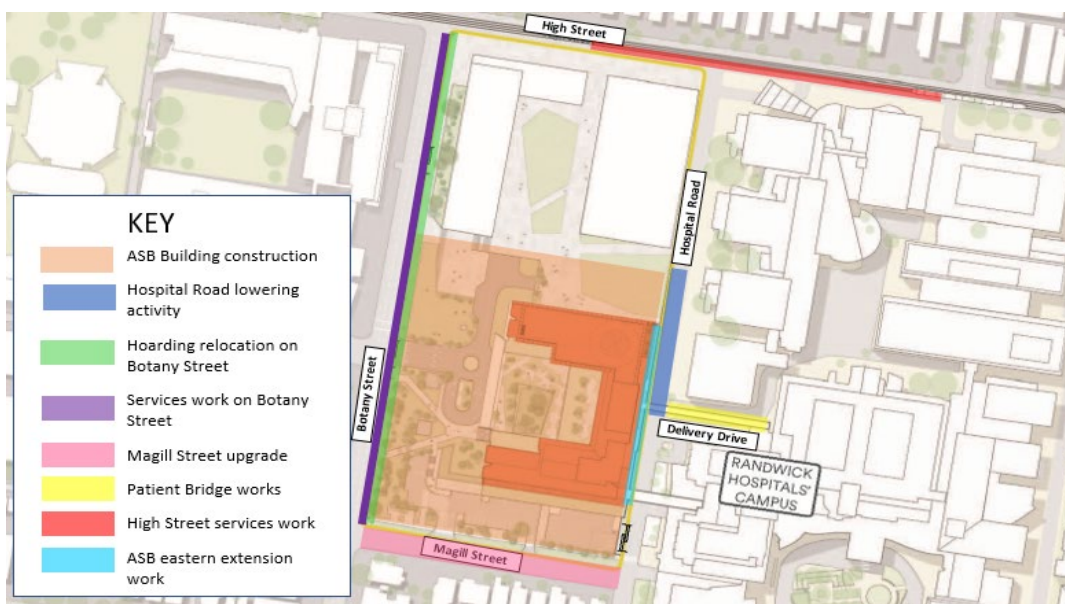 High Street
Hospital Road
KEY
ASB Building construction
Hospital Road lowering
activity
Hoarding relocation on
Botany Street
Services work on Botany
Street
Magill Street upgrade
Patient Bridge works
High Street services work
ASB eastern extension
work
Botany Street
Delivery Drive
RANDWICK
HOSPITALS'
CAMPUS
Magill Street